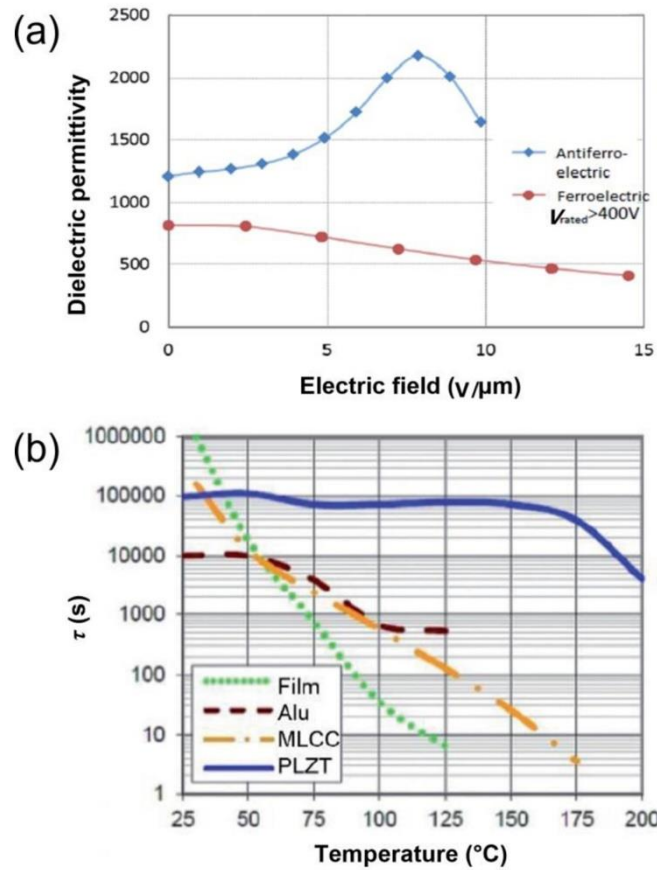 (a)
2500
2000
1500
1000
500
0
Dielectric permittivity
0 5 10 15
Electric field (V/μm)
Antiferro-
electric
Ferroelectric
Vrated>400V
(b)
1000000
100000
10000
1000
100
10
1
τ (s)
Film
Alu
MLCC
PLZT
25 50 75 100 125 150 175 200
Temperature (°C)